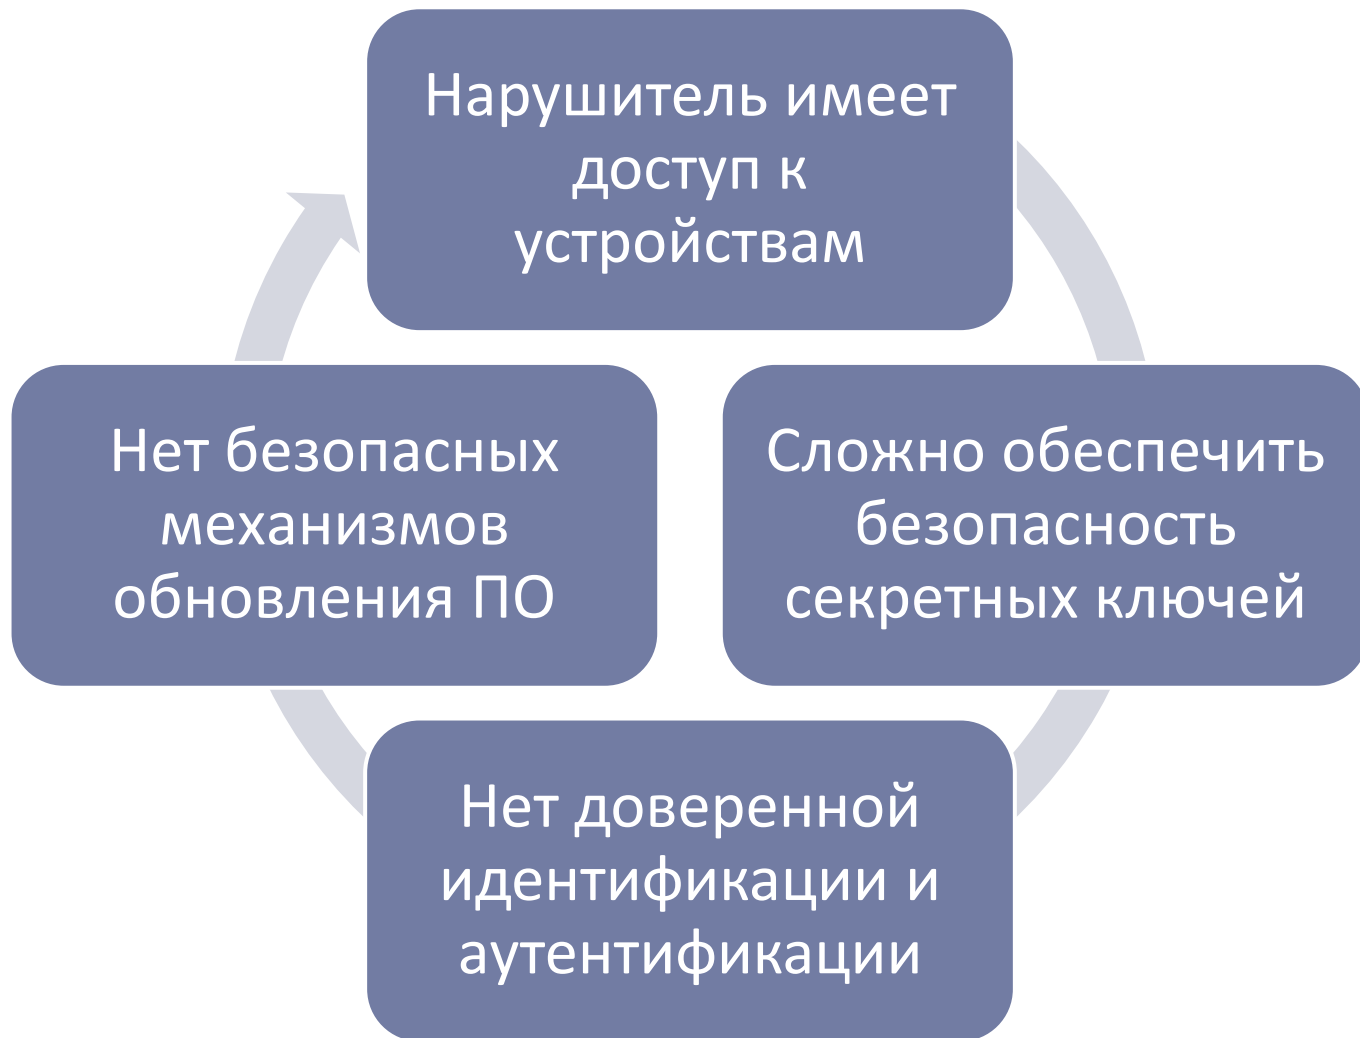 Нарушитель имеет
доступ к
устройствам
Сложно обеспечить
безопасность
секретных ключей
Нет доверенной
идентификации и
аутентификации
Нет безопасных
механизмов
обновления ПО